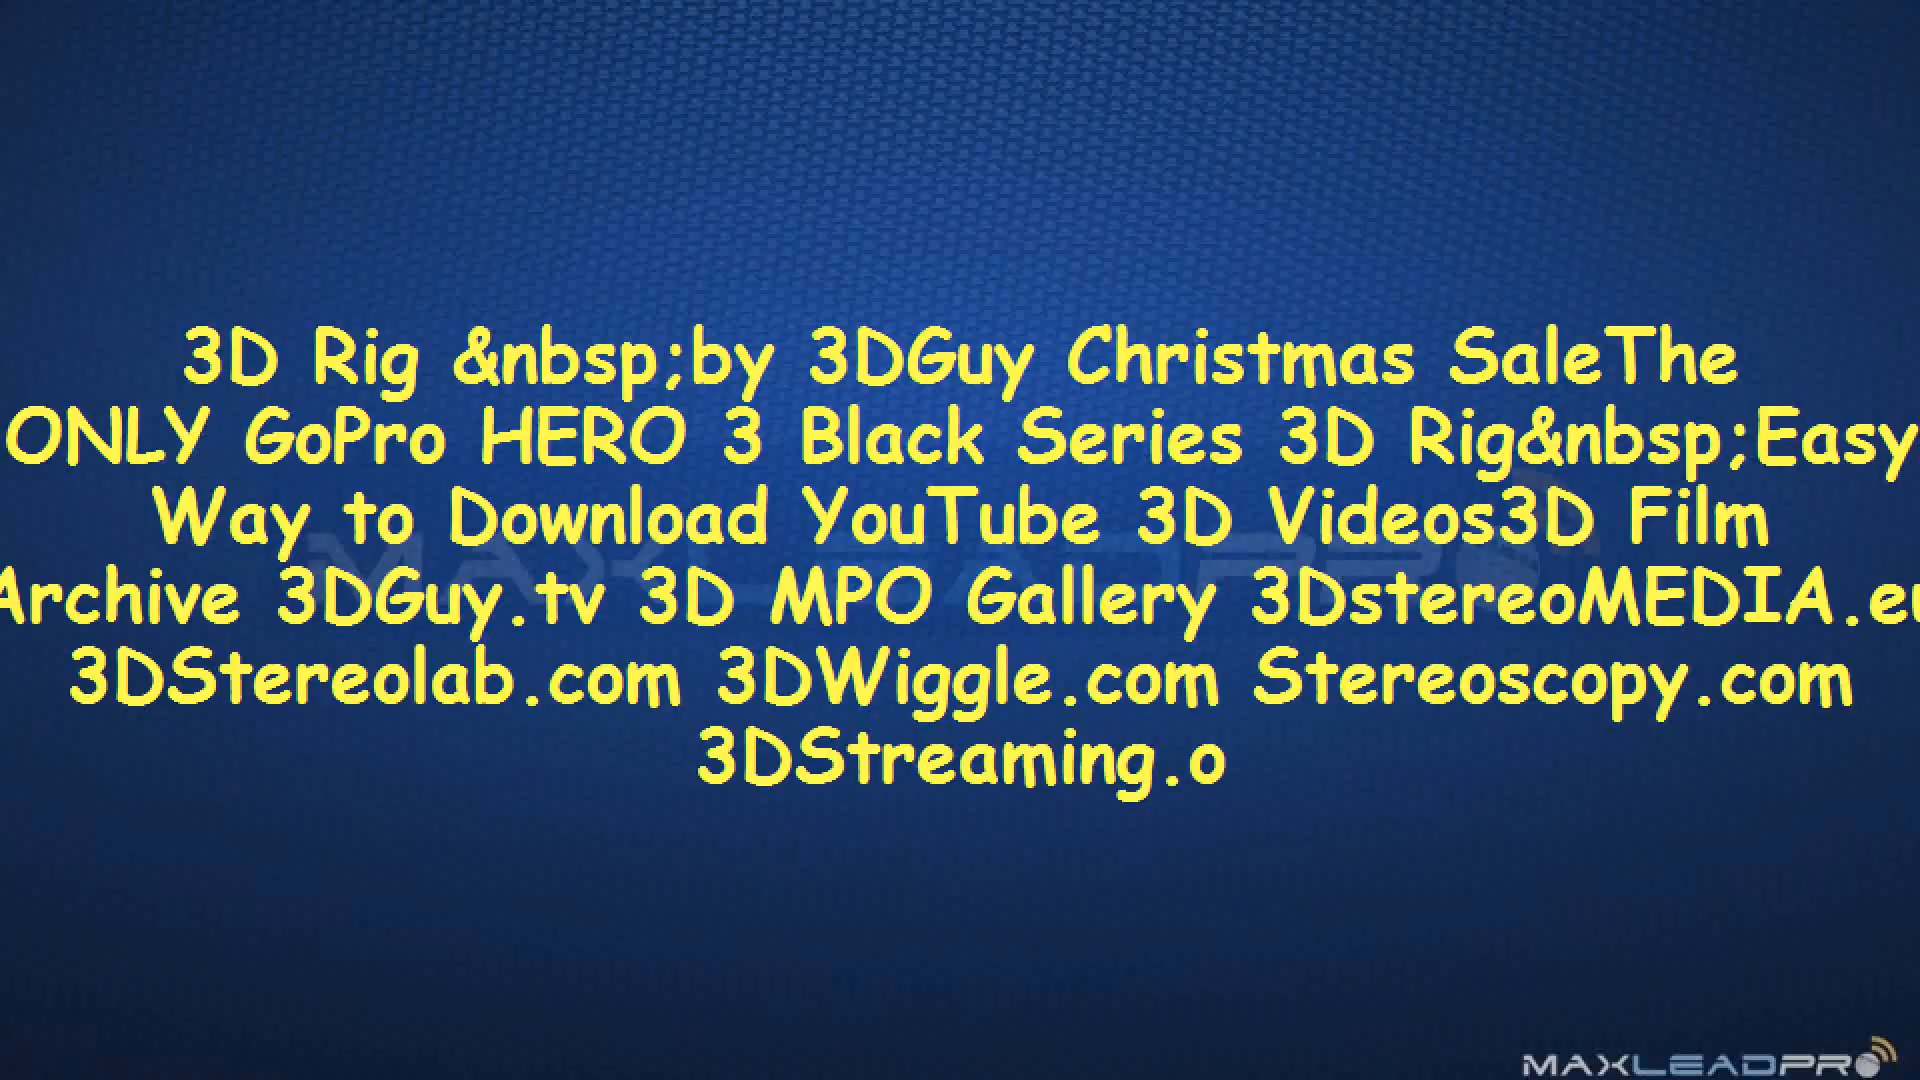 3D Rig &nbsp;by 3DGuy Christmas SaleThe
ONLY GoPro HERO 3 Black Series 3D Rig&nbsp;Easy
Way to Download YouTube 3D Videos3D Film
Archive 3DGuy.tv 3D MPO Gallery 3DstereoMEDIA.eu
3DStereolab.com 3DWiggle.com Stereoscopy.com
3DStreaming.o
MAXLEADPRO
MAXLEADPRO